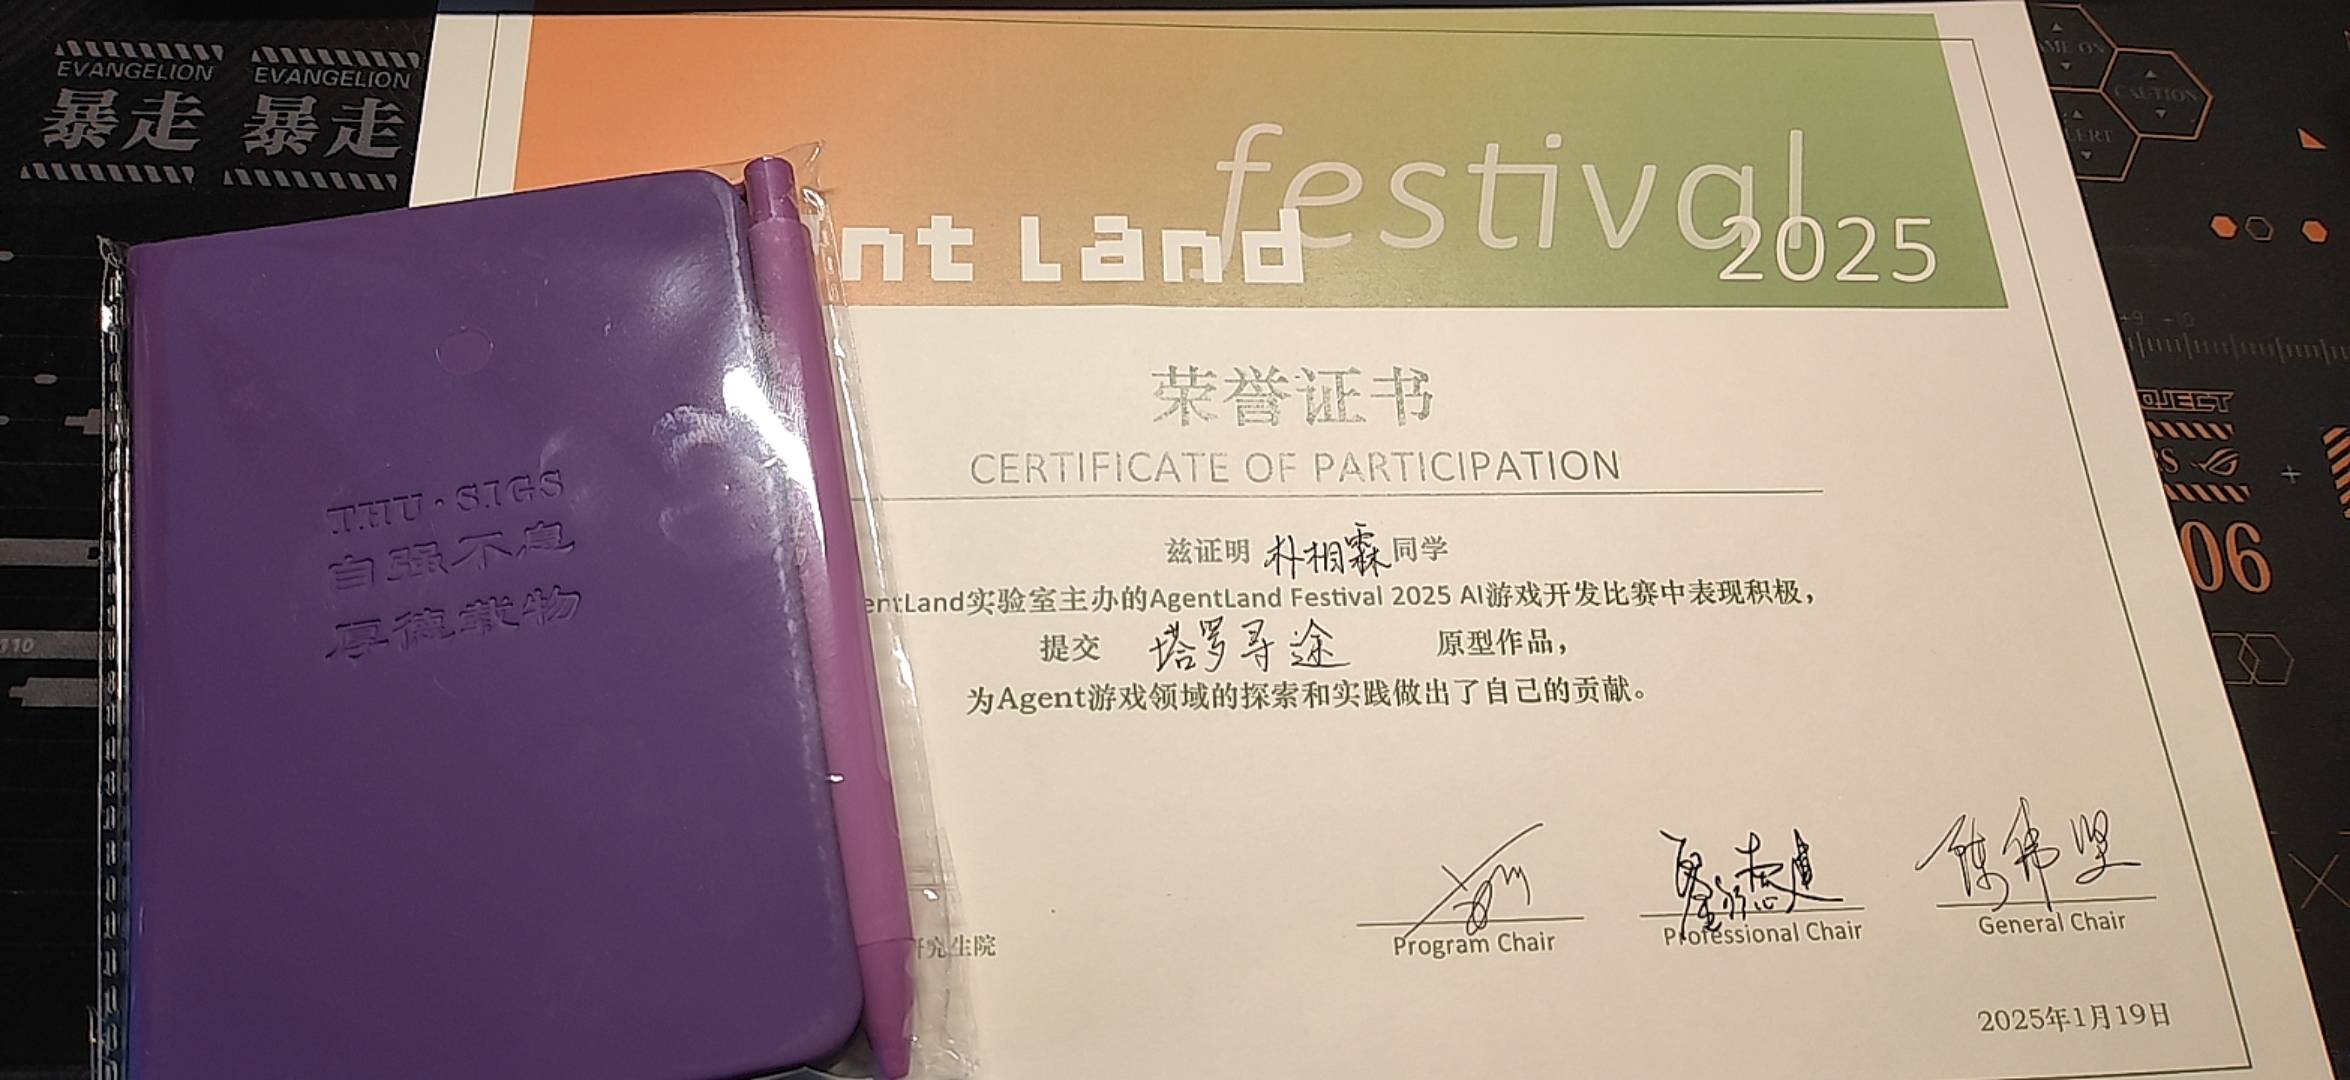 EVANGELION EVANGELION
暴走 暴走
festival
nt Land
2025
荣誉证书
CERTIFICATE OF PARTICIPATION
兹证明 朴相霖 同学
entLand实验室主办的AgentLand Festival 2025 AI游戏开发比赛中表现积极，
提交 塔罗寻途 原型作品，
为Agent游戏领域的探索和实践做出了自己的贡献。
陈伟坚
Program Chair
Professional Chair
General Chair
究生院
2025年1月19日
THU·SIGS
自强不息
厚德载物
CAUTION
+9 -10
OJECT
06
110